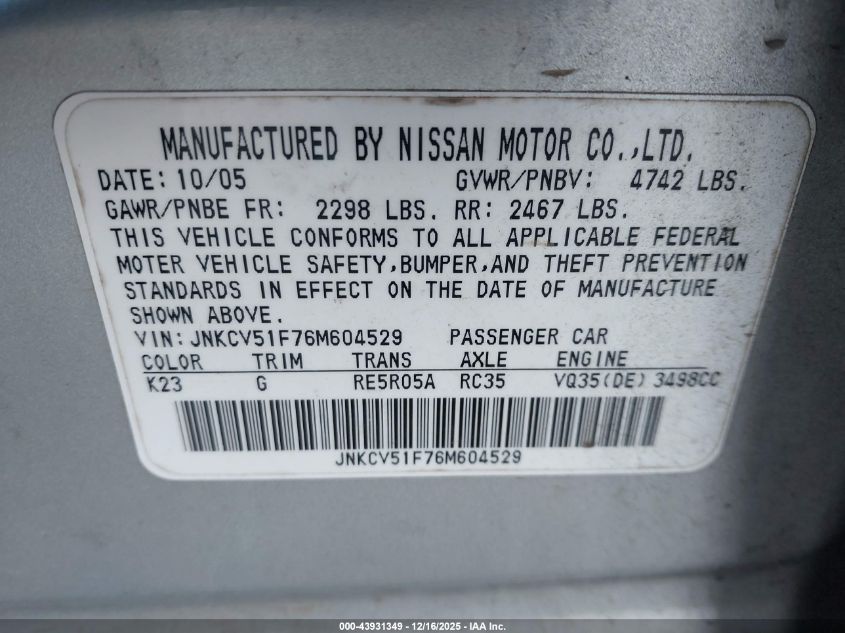 MANUFACTURED BY NISSAN MOTOR CO.,LTD.
DATE: 10/05 GVWR/PNBV: 4742 LBS.
GAWR/PNBE FR: 2298 LBS. RR: 2467 LBS.
THIS VEHICLE CONFORMS TO ALL APPLICABLE FEDERAL
MOTER VEHICLE SAFETY,BUMPER,AND THEFT PREVENTION
STANDARDS IN EFFECT ON THE DATE OF MANUFACTURE
SHOWN ABOVE.
VIN: JNKCV51F76M604529 PASSENGER CAR
COLOR TRIM TRANS AXLE ENGINE
K23 G RE5R05A RC35 VQ35(DE) 3498CC
JNKCV51F76M604529
000-43931349 - 12/16/2025 - IAA Inc.